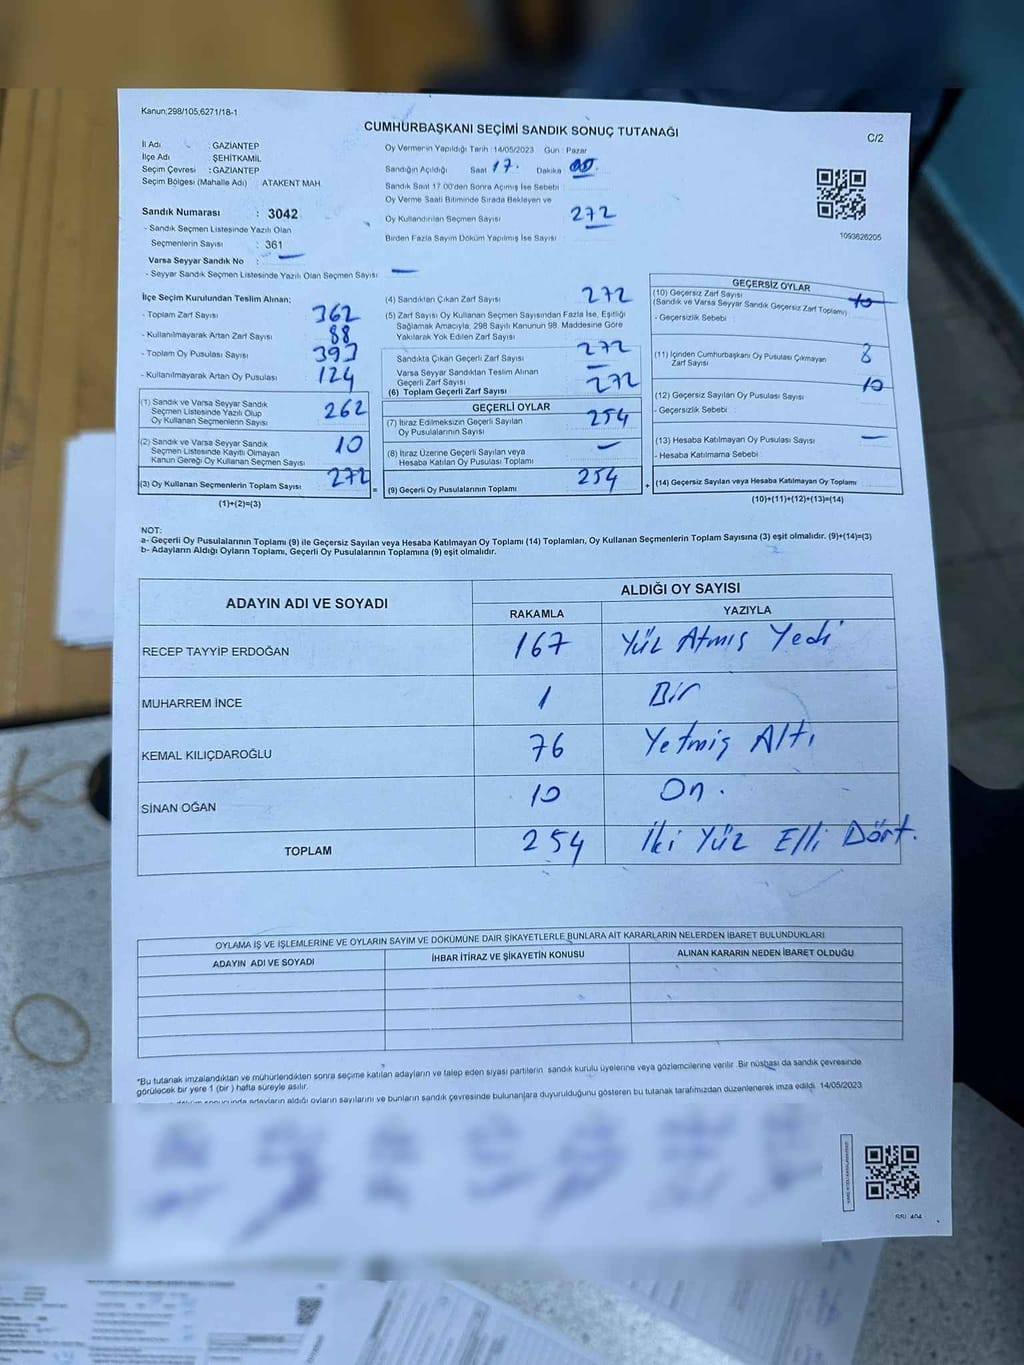 Kanun;298/105,6271/18-1
CUMHURBAŞKANI SEÇİMİ SANDIK SONUÇ TUTANAĞI
C/2
İl Adı : GAZİANTEP
İlçe Adı : ŞEHİTKAMİL
Seçim Çevresi : GAZİANTEP
Seçim Bölgesi (Mahalle Adı) ATAKENT MAH
Sandık Numarası : 3042
- Sandık Seçmen Listesinde Yazılı Olan
Seçmenlerin Sayısı : 361
Varsa Seyyar Sandık No : —
- Seyyar Sandık Seçmen Listesinde Yazılı Olan Seçmen Sayısı —
Oy Vermenin Yapıldığı Tarih :14/05/2023 Gün : Pazar
Sandığın Açıldığı Saat 17. Dakika 00.
Sandık Saat 17.00'den Sonra Açılmış İse Sebebi
Oy Verme Saati Bitiminde Sırada Bekleyen ve
Oy Kullandırılan Seçmen Sayısı 272
Birden Fazla Sayım Döküm Yapılmış İse Sayısı
1093626205
İlçe Seçim Kurulundan Teslim Alınan;
- Toplam Zarf Sayısı 362
- Kullanılmayarak Artan Zarf Sayısı 88
- Toplam Oy Pusulası Sayısı
- Kullanılmayarak Artan Oy Pusulası 124
(1) Sandık ve Varsa Seyyar Sandık
Seçmen Listesinde Yazılı Olup
Oy Kullanan Seçmenlerin Sayısı 262
(2) Sandık ve Varsa Seyyar Sandık
Seçmen Listesinde Kayıtlı Olmayan
Kanun Gereği Oy Kullanan Seçmen Sayısı 10
(3) Oy Kullanan Seçmenlerin Toplam Sayısı 272
(1)+(2)=(3)
(4) Sandıktan Çıkan Zarf Sayısı 272
(5) Zarf Sayısı Oy Kullanan Seçmen Sayısından Fazla İse, Eşitliği
Sağlamak Amacıyla; 298 Sayılı Kanunun 98. Maddesine Göre
Yakılarak Yok Edilen Zarf Sayısı
Sandıkta Çıkan Geçerli Zarf Sayısı 272
Varsa Seyyar Sandıktan Teslim Alınan
Geçerli Zarf Sayısı —
(6) Toplam Geçerli Zarf Sayısı 272
GEÇERLİ OYLAR
(7) İtiraz Edilmeksizin Geçerli Sayılan
Oy Pusulalarının Sayısı 254
(8) İtiraz Üzerine Geçerli Sayılan veya
Hesaba Katılan Oy Pusulası Toplamı —
= (9) Geçerli Oy Pusulalarının Toplamı 254
GEÇERSİZ OYLAR
(10) Geçersiz Zarf Sayısı
(Sandık ve Varsa Seyyar Sandık Geçersiz Zarf Toplamı)
- Geçersizlik Sebebi
(11) İçinden Cumhurbaşkanı Oy Pusulası Çıkmayan
Zarf Sayısı 8
(12) Geçersiz Sayılan Oy Pusulası Sayısı 10
- Geçersizlik Sebebi
(13) Hesaba Katılmayan Oy Pusulası Sayısı —
- Hesaba Katılmama Sebebi
+ (14) Geçersiz Sayılan veya Hesaba Katılmayan Oy Toplamı
(10)+(11)+(12)+(13)=(14)
NOT:
a- Geçerli Oy Pusulalarının Toplamı (9) ile Geçersiz Sayılan veya Hesaba Katılmayan Oy Toplamı (14) Toplamları, Oy Kullanan Seçmenlerin Toplam Sayısına (3) eşit olmalıdır. (9)+(14)=(3)
b- Adayların Aldığı Oyların Toplamı, Geçerli Oy Pusulalarının Toplamına (9) eşit olmalıdır.
ADAYIN ADI VE SOYADI
ALDIĞI OY SAYISI
RAKAMLA YAZIYLA
RECEP TAYYİP ERDOĞAN 167 Yüz Atmış Yedi
MUHARREM İNCE 1 Bir
KEMAL KILIÇDAROĞLU 76 Yetmiş Altı
SİNAN OĞAN 10 On.
TOPLAM 254 İki Yüz Elli Dört.
OYLAMA İŞ VE İŞLEMLERİNE VE OYLARIN SAYIM VE DÖKÜMÜNE DAİR ŞİKAYETLERLE BUNLARA AİT KARARLARIN NELERDEN İBARET BULUNDUKLARI
ADAYIN ADI VE SOYADI İHBAR İTİRAZ VE ŞİKAYETİN KONUSU ALINAN KARARIN NEDEN İBARET OLDUĞU
*Bu tutanak imzalandıktan ve mühürlendikten sonra seçime katılan adayların ve talep eden siyasi partilerin sandık kurulu üyelerine veya gözlemcilerine verilir. Bir nüshası da sandık çevresinde
görülecek bir yere 1 (bir ) hafta süreyle asılır.
sonucunda adayların aldığı oyların sayılarını ve bunların sandık çevresinde bulunanlara duyurulduğunu gösteren bu tutanak tarafımızdan düzenlenerek imza edildi. 14/05/2023